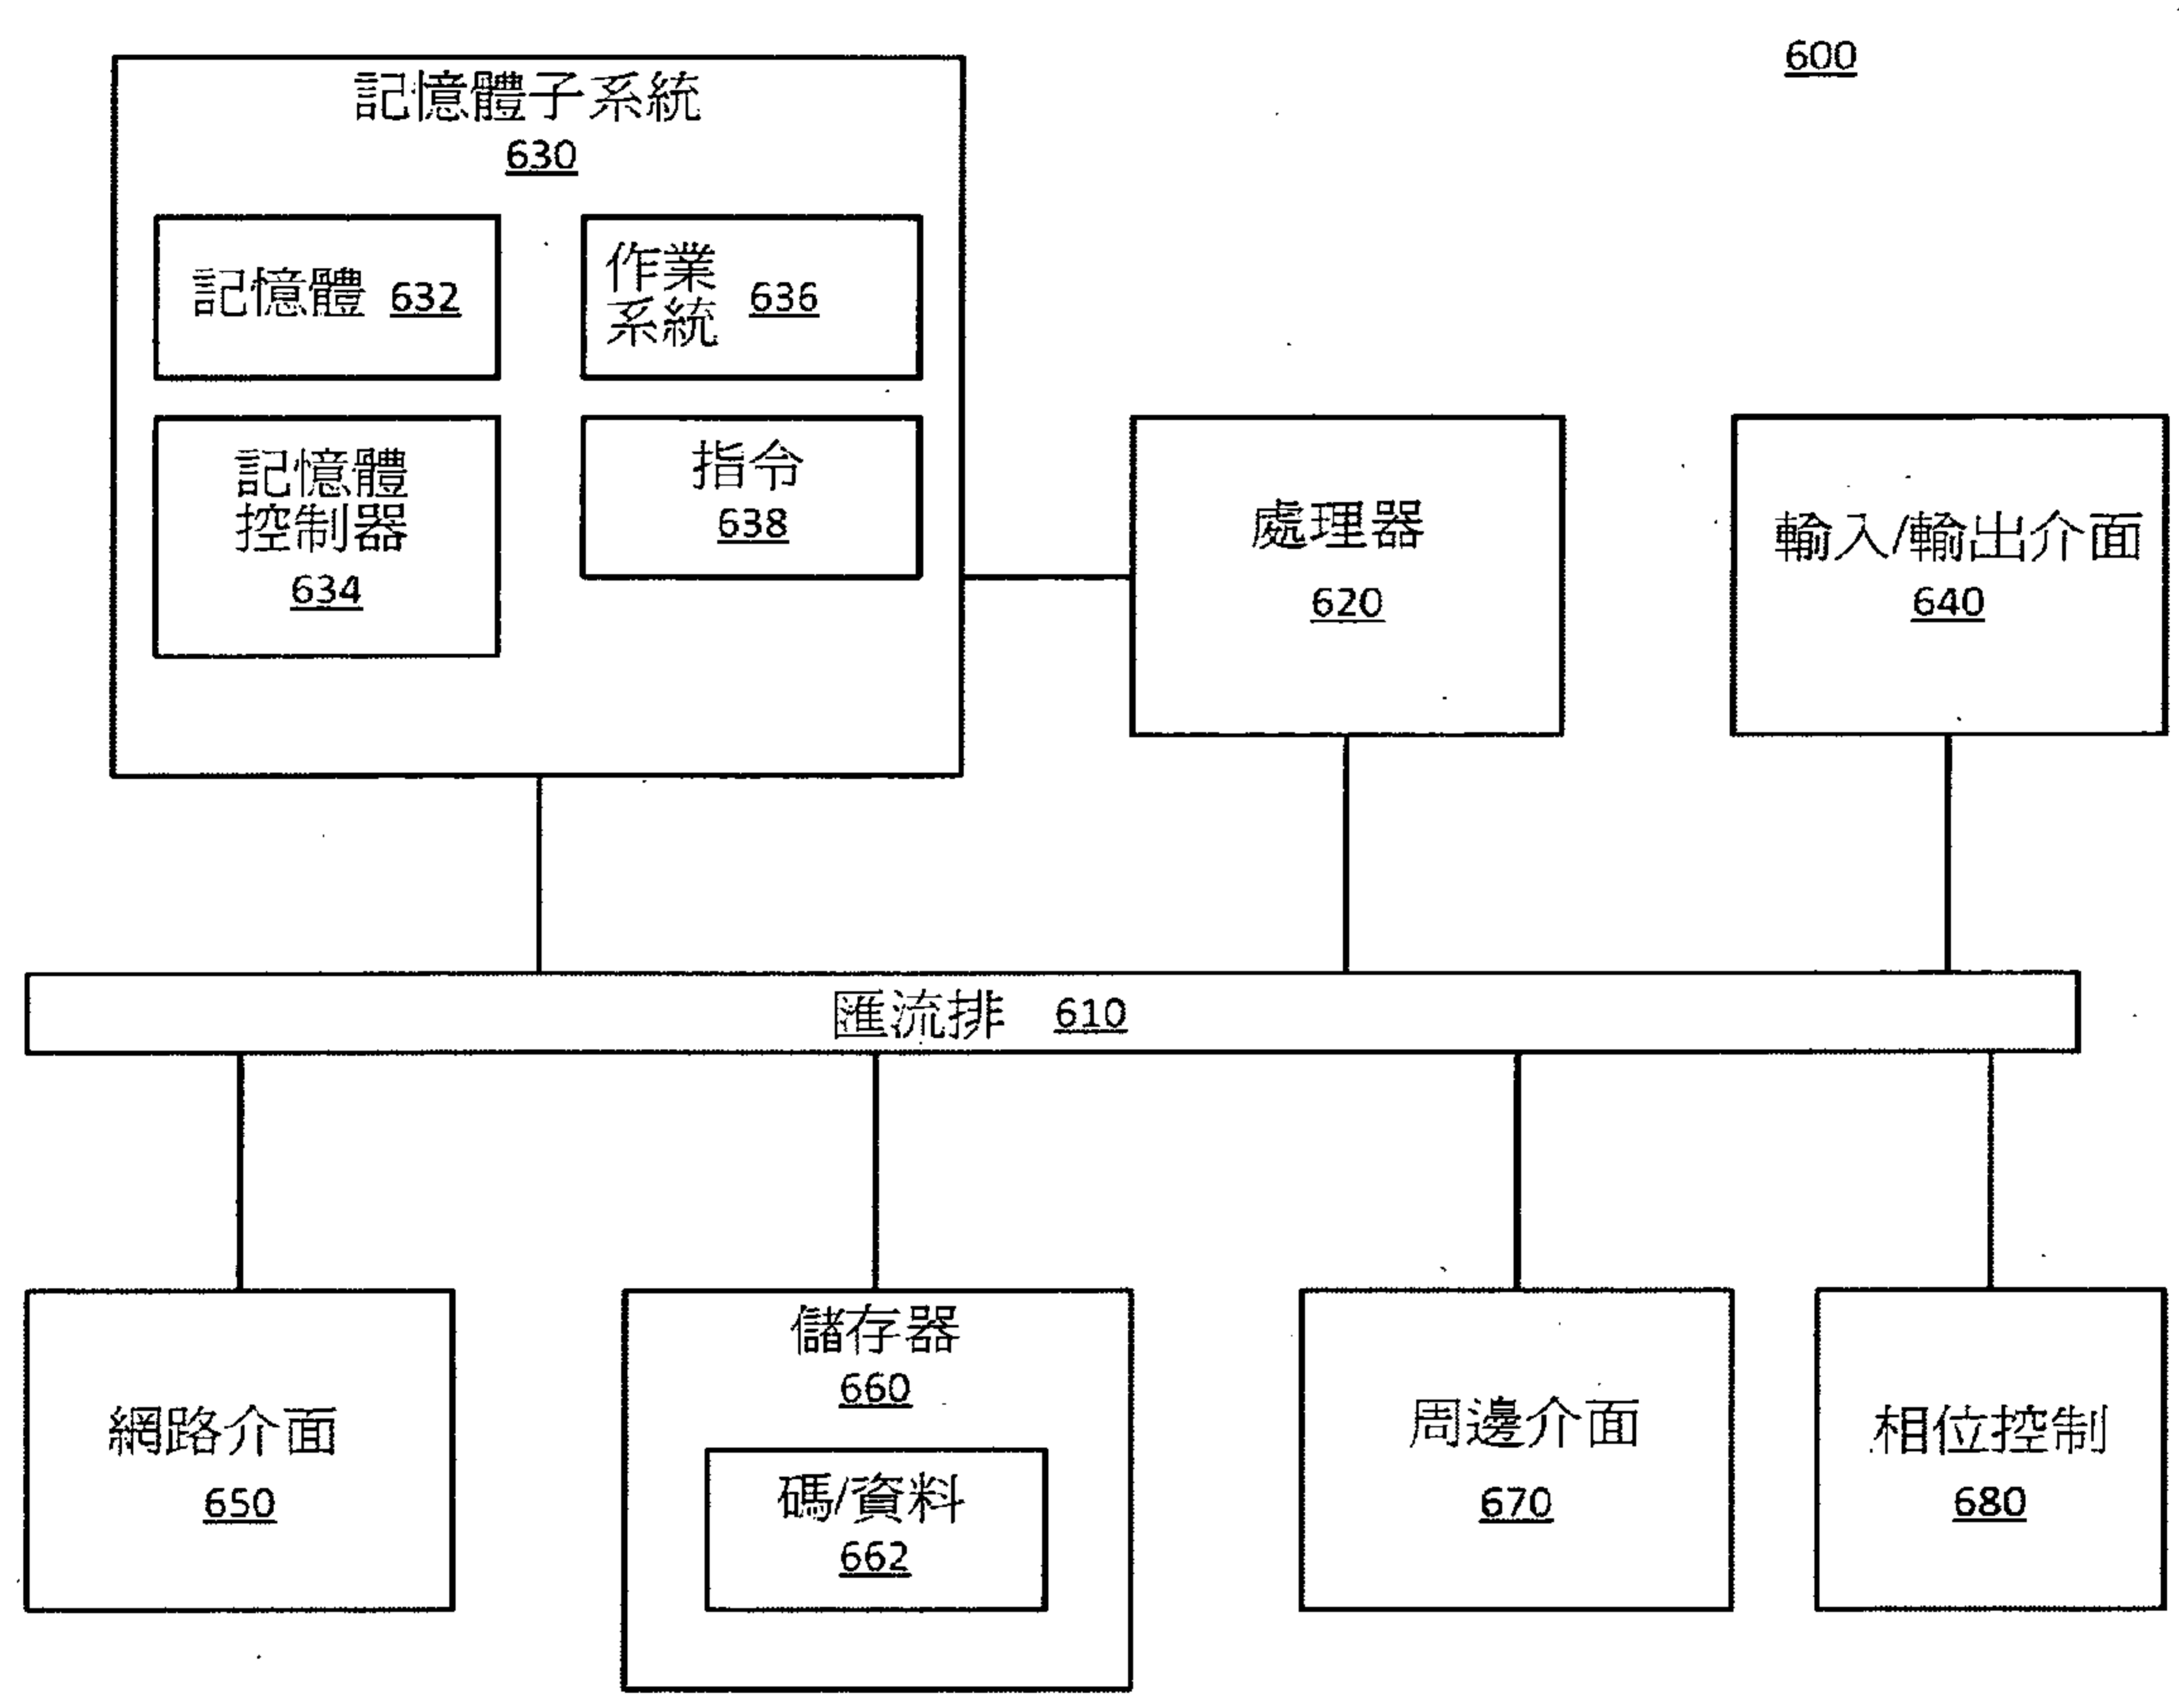 600
記憶體子系統
630
記憶體 632
作業
系統 636
記憶體
控制器
634
指令
638
處理器
620
輸入/輸出介面
640
匯流排 610
網路介面
650
儲存器
660
碼/資料
662
周邊介面
670
相位控制
680